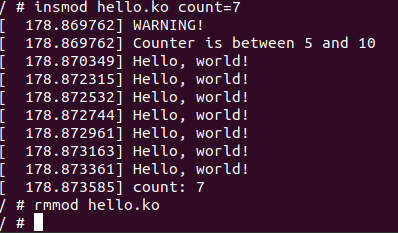 / # insmod hello.ko count=7
[  178.869762] WARNING!
[  178.869762] Counter is between 5 and 10
[  178.870349] Hello, world!
[  178.872315] Hello, world!
[  178.872532] Hello, world!
[  178.872744] Hello, world!
[  178.872961] Hello, world!
[  178.873163] Hello, world!
[  178.873361] Hello, world!
[  178.873585] count: 7
/ # rmmod hello.ko
/ #